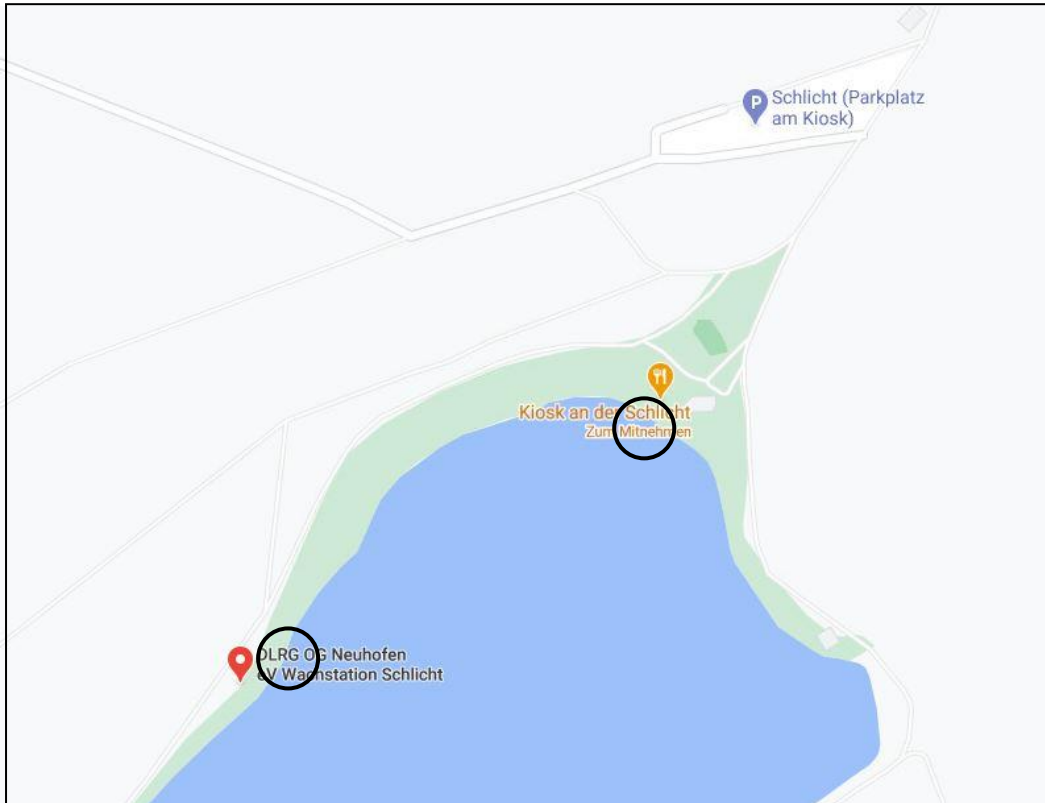 Schlicht (Parkplatz
am Kiosk)
Kiosk an der Schlicht
Zum Mitnehmen
DLRG OG Neuhofen
eV Wachstation Schlicht